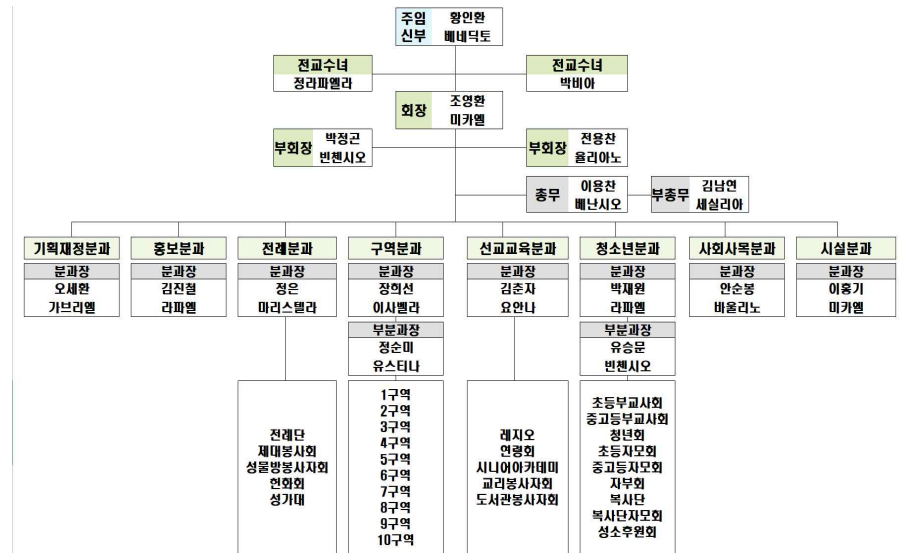 주임 신부
황인환
베네딕토
전교수녀
정라파엘라
전교수녀
박비아
회장
조영환
미카엘
부회장
박정곤
빈첸시오
부회장
전용찬
율리아노
총무
이용찬
베난시오
부총무
김남연
세실리아
기획재정분과
분과장
오세환
가브리엘
홍보분과
분과장
김진철
라파엘
전례분과
분과장
정은
마리스텔라
구역분과
분과장
장희선
이사벨라
부분과장
정순미
유스티나
선교교육분과
분과장
김춘자
요안나
청소년분과
분과장
박재원
라파엘
부분과장
유승문
빈첸시오
사회사목분과
분과장
안순봉
바울리노
시설분과
분과장
이홍기
미카엘
전례단
제대봉사회
성물방봉사자회
헌화회
성가대
1구역
2구역
3구역
4구역
5구역
6구역
7구역
8구역
9구역
10구역
레지오
연령회
시니어아카데미
교리봉사자회
도서관봉사자회
초등부교사회
중고등부교사회
청년회
초등자모회
중고등자모회
자부회
복사단
복사단자모회
성소후원회